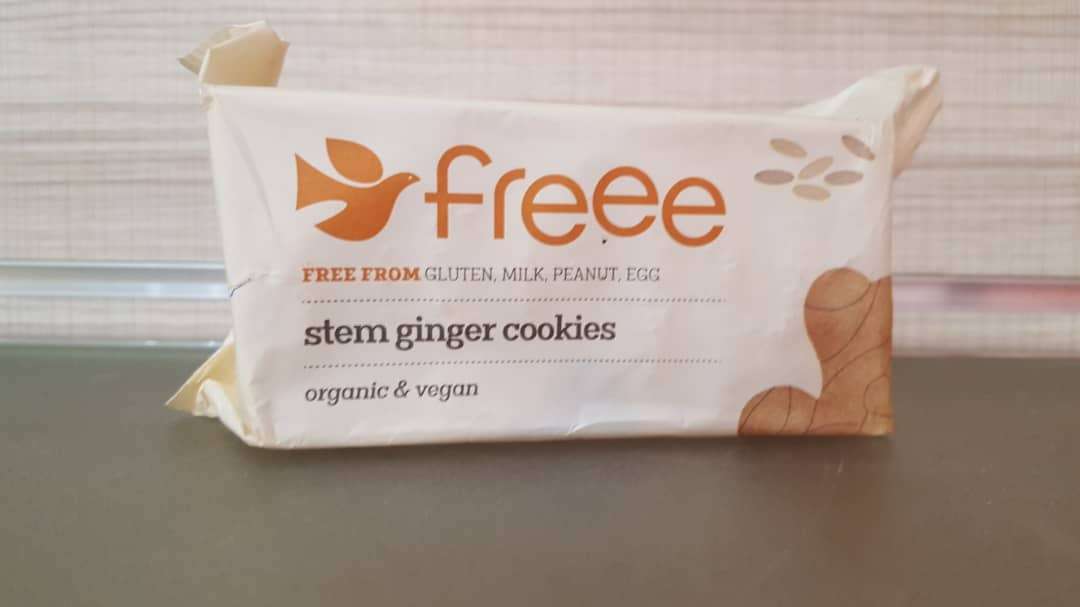 freee
FREE FROM GLUTEN, MILK, PEANUT, EGG
stem ginger cookies
organic & vegan